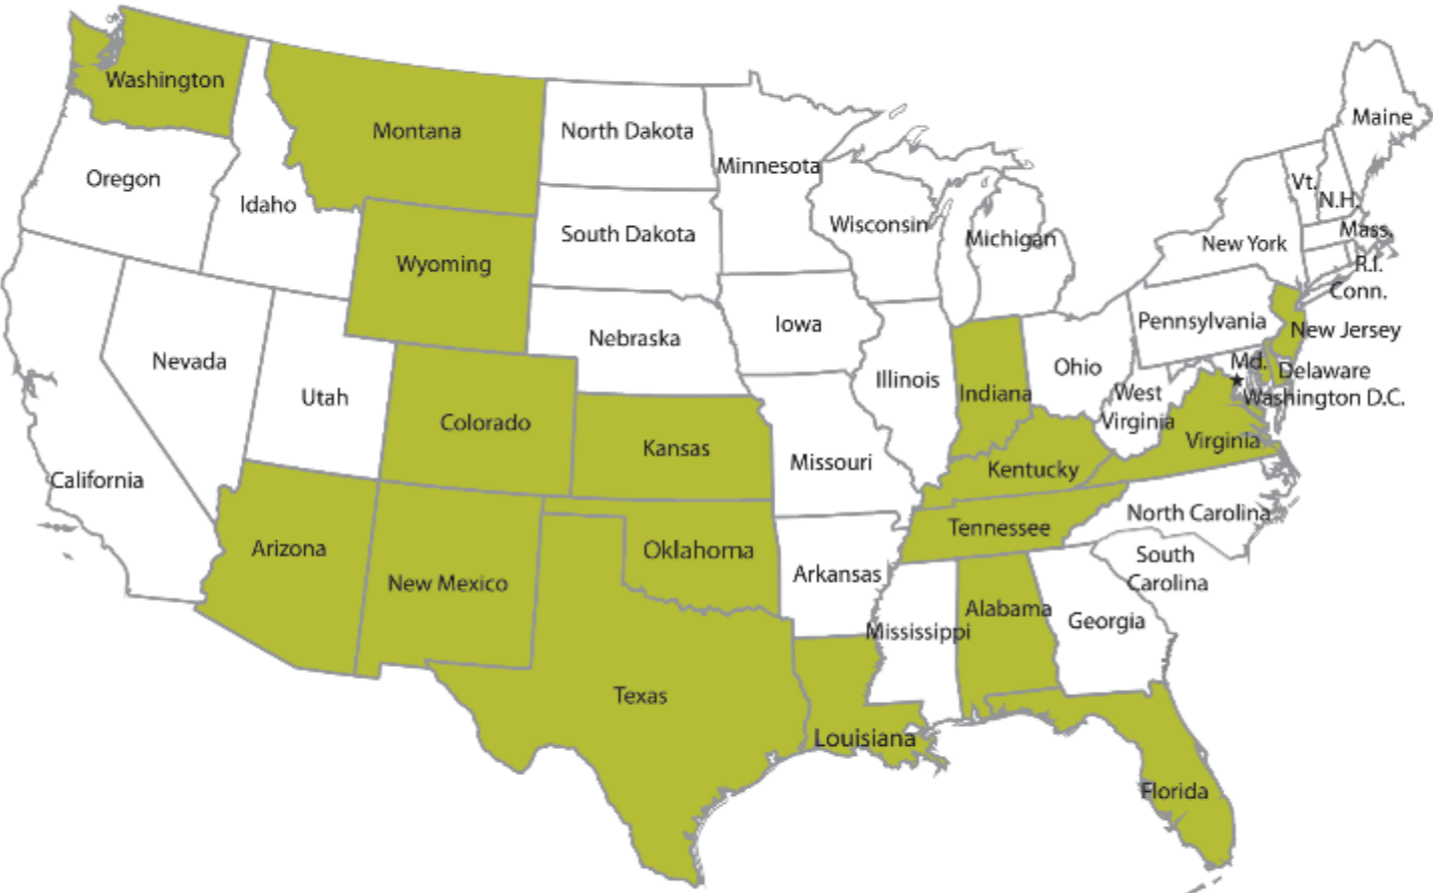 Washington
Montana
North Dakota
Minnesota
Maine
Oregon
Idaho
Vt.
N.H.
Wisconsin
Michigan
New York
Mass.
South Dakota
Wyoming
R.I.
Conn.
Nebraska
Iowa
Pennsylvania
New Jersey
Nevada
Utah
Illinois
Indiana
Ohio
Md.
Delaware
West
Virginia
Washington D.C.
Colorado
Kansas
Missouri
Kentucky
Virginia
California
Arizona
New Mexico
Oklahoma
Arkansas
Tennessee
North Carolina
South
Carolina
Mississippi
Alabama
Georgia
Texas
Louisiana
Florida